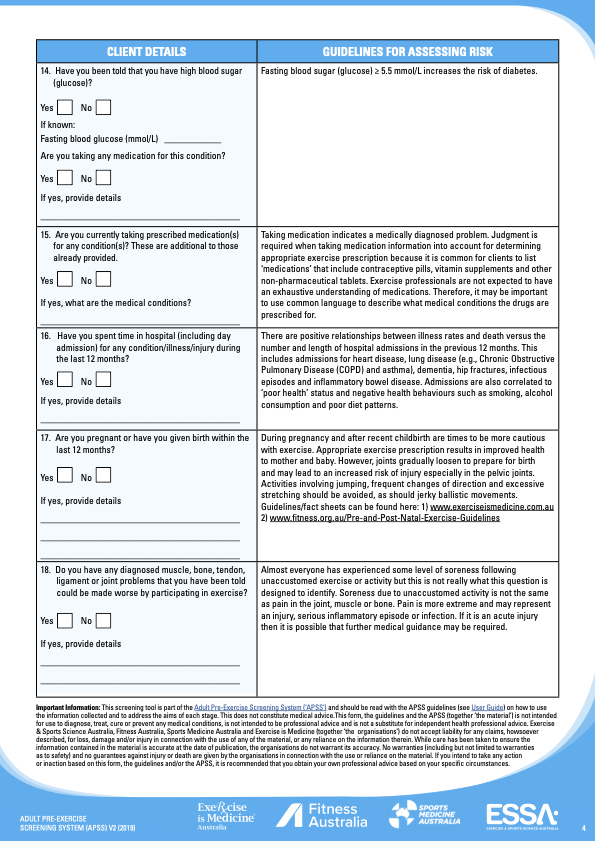 CLIENT DETAILS
GUIDELINES FOR ASSESSING RISK
14. Have you been told that you have high blood sugar
(glucose)?
Yes No
If known:
Fasting blood glucose (mmol/L) ____________
Are you taking any medication for this condition?
Yes No
If yes, provide details
Fasting blood sugar (glucose) ≥ 5.5 mmol/L increases the risk of diabetes.
15. Are you currently taking prescribed medication(s)
for any condition(s)? These are additional to those
already provided.
Yes No
If yes, what are the medical conditions?
Taking medication indicates a medically diagnosed problem. Judgment is
required when taking medication information into account for determining
appropriate exercise prescription because it is common for clients to list
‘medications’ that include contraceptive pills, vitamin supplements and other
non-pharmaceutical tablets. Exercise professionals are not expected to have
an exhaustive understanding of medications. Therefore, it may be important
to use common language to describe what medical conditions the drugs are
prescribed for.
16. Have you spent time in hospital (including day
admission) for any condition/illness/injury during
the last 12 months?
Yes No
If yes, provide details
There are positive relationships between illness rates and death versus the
number and length of hospital admissions in the previous 12 months. This
includes admissions for heart disease, lung disease (e.g., Chronic Obstructive
Pulmonary Disease (COPD) and asthma), dementia, hip fractures, infectious
episodes and inflammatory bowel disease. Admissions are also correlated to
‘poor health’ status and negative health behaviours such as smoking, alcohol
consumption and poor diet patterns.
17. Are you pregnant or have you given birth within the
last 12 months?
Yes No
If yes, provide details
During pregnancy and after recent childbirth are times to be more cautious
with exercise. Appropriate exercise prescription results in improved health
to mother and baby. However, joints gradually loosen to prepare for birth
and may lead to an increased risk of injury especially in the pelvic joints.
Activities involving jumping, frequent changes of direction and excessive
stretching should be avoided, as should jerky ballistic movements.
Guidelines/fact sheets can be found here: 1) www.exerciseismedicine.com.au
2) www.fitness.org.au/Pre-and-Post-Natal-Exercise-Guidelines
18. Do you have any diagnosed muscle, bone, tendon,
ligament or joint problems that you have been told
could be made worse by participating in exercise?
Yes No
If yes, provide details
Almost everyone has experienced some level of soreness following
unaccustomed exercise or activity but this is not really what this question is
designed to identify. Soreness due to unaccustomed activity is not the same
as pain in the joint, muscle or bone. Pain is more extreme and may represent
an injury, serious inflammatory episode or infection. If it is an acute injury
then it is possible that further medical guidance may be required.
Important Information: This screening tool is part of the Adult Pre-Exercise Screening System (‘APSS’) and should be read with the APSS guidelines (see User Guide) on how to use
the information collected and to address the aims of each stage. This does not constitute medical advice. This form, the guidelines and the APSS (together ‘the material’) is not intended
for use to diagnose, treat, cure or prevent any medical conditions, is not intended to be professional advice and is not a substitute for independent health professional advice. Exercise
& Sports Science Australia, Fitness Australia, Sports Medicine Australia and Exercise is Medicine (together ‘the organisations’) do not accept liability for any claims, howsoever
described, for loss, damage and/or injury in connection with the use of any of the material, or any reliance on the information therein. While care has been taken to ensure the
information contained in the material is accurate at the date of publication, the organisations do not warrant its accuracy. No warranties (including but not limited to warranties
as to safety) and no guarantees against injury or death are given by the organisations in connection with the use or reliance on the material. If you intend to take any action
or inaction based on this form, the guidelines and/or the APSS, it is recommended that you obtain your own professional advice based on your specific circumstances.
ADULT PRE-EXERCISE
SCREENING SYSTEM (APSS) V2 (2019)
ExeRcise
is Medicine
Australia
Fitness
Australia
SPORTS
MEDICINE
AUSTRALIA
ESSA
EXERCISE & SPORTS SCIENCE AUSTRALIA
4